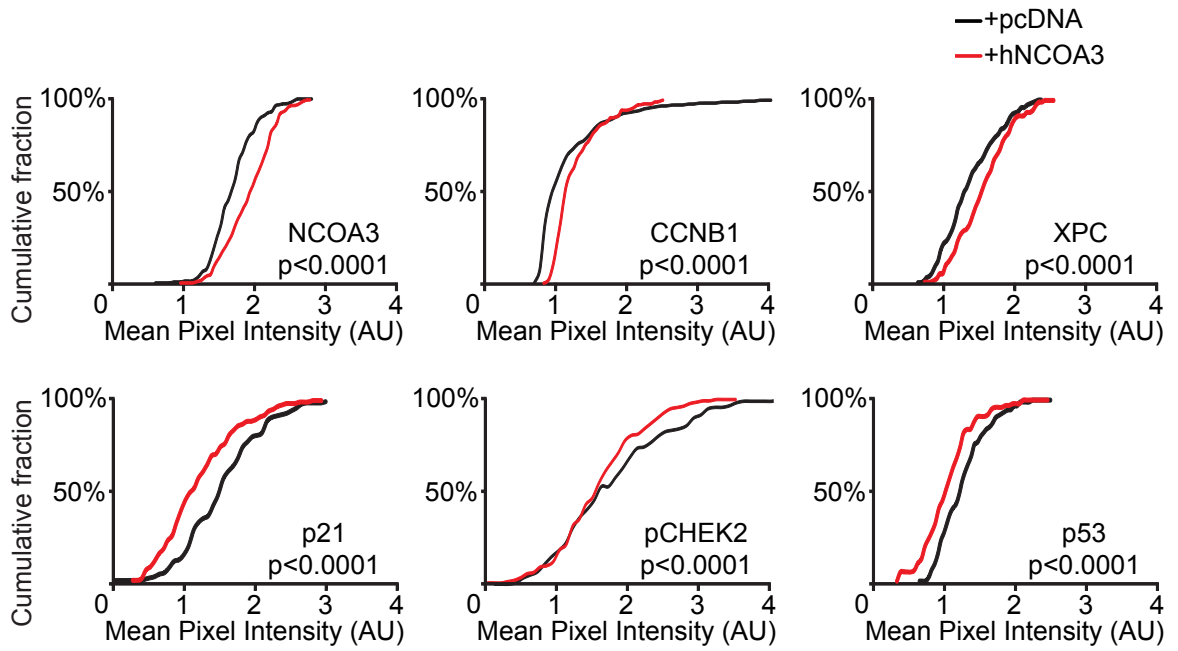 +pcDNA
+hNCOA3
Cumulative fraction
100%
50%
NCOA3
p<0.0001
0 1 2 3 4
Mean Pixel Intensity (AU)
100%
50%
CCNB1
p<0.0001
0 1 2 3 4
Mean Pixel Intensity (AU)
100%
50%
XPC
p<0.0001
0 1 2 3 4
Mean Pixel Intensity (AU)
Cumulative fraction
100%
50%
p21
p<0.0001
0 1 2 3 4
Mean Pixel Intensity (AU)
100%
50%
pCHEK2
p<0.0001
0 1 2 3 4
Mean Pixel Intensity (AU)
100%
50%
p53
p<0.0001
0 1 2 3 4
Mean Pixel Intensity (AU)